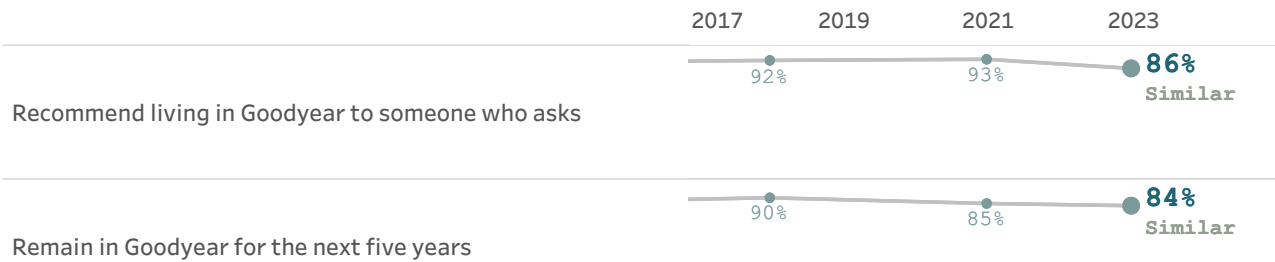 2017 2019 2021 2023
92% 93% 86%
Similar
Recommend living in Goodyear to someone who asks
90% 85% 84%
Similar
Remain in Goodyear for the next five years